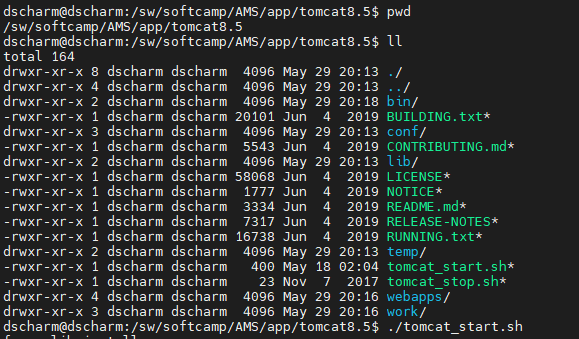 dscharm@dscharm:/sw/softcamp/AMS/app/tomcat8.5$ pwd
/sw/softcamp/AMS/app/tomcat8.5
dscharm@dscharm:/sw/softcamp/AMS/app/tomcat8.5$ ll
total 164
drwxr-xr-x 8 dscharm dscharm  4096 May 29 20:13 ./
drwxr-xr-x 4 dscharm dscharm  4096 May 29 20:13 ../
drwxr-xr-x 2 dscharm dscharm  4096 May 29 20:18 bin/
-rwxr-xr-x 1 dscharm dscharm 20101 Jun  4  2019 BUILDING.txt*
drwxr-xr-x 3 dscharm dscharm  4096 May 29 20:13 conf/
-rwxr-xr-x 1 dscharm dscharm  5543 Jun  4  2019 CONTRIBUTING.md*
drwxr-xr-x 2 dscharm dscharm  4096 May 29 20:13 lib/
-rwxr-xr-x 1 dscharm dscharm 58068 Jun  4  2019 LICENSE*
-rwxr-xr-x 1 dscharm dscharm  1777 Jun  4  2019 NOTICE*
-rwxr-xr-x 1 dscharm dscharm  3334 Jun  4  2019 README.md*
-rwxr-xr-x 1 dscharm dscharm  7317 Jun  4  2019 RELEASE-NOTES*
-rwxr-xr-x 1 dscharm dscharm 16738 Jun  4  2019 RUNNING.txt*
drwxr-xr-x 2 dscharm dscharm  4096 May 29 20:13 temp/
-rwxr-xr-x 1 dscharm dscharm   400 May 18 02:04 tomcat_start.sh*
-rwxr-xr-x 1 dscharm dscharm    23 Nov  7  2017 tomcat_stop.sh*
drwxr-xr-x 4 dscharm dscharm  4096 May 29 20:16 webapps/
drwxr-xr-x 3 dscharm dscharm  4096 May 29 20:16 work/
dscharm@dscharm:/sw/softcamp/AMS/app/tomcat8.5$ ./tomcat_start.sh